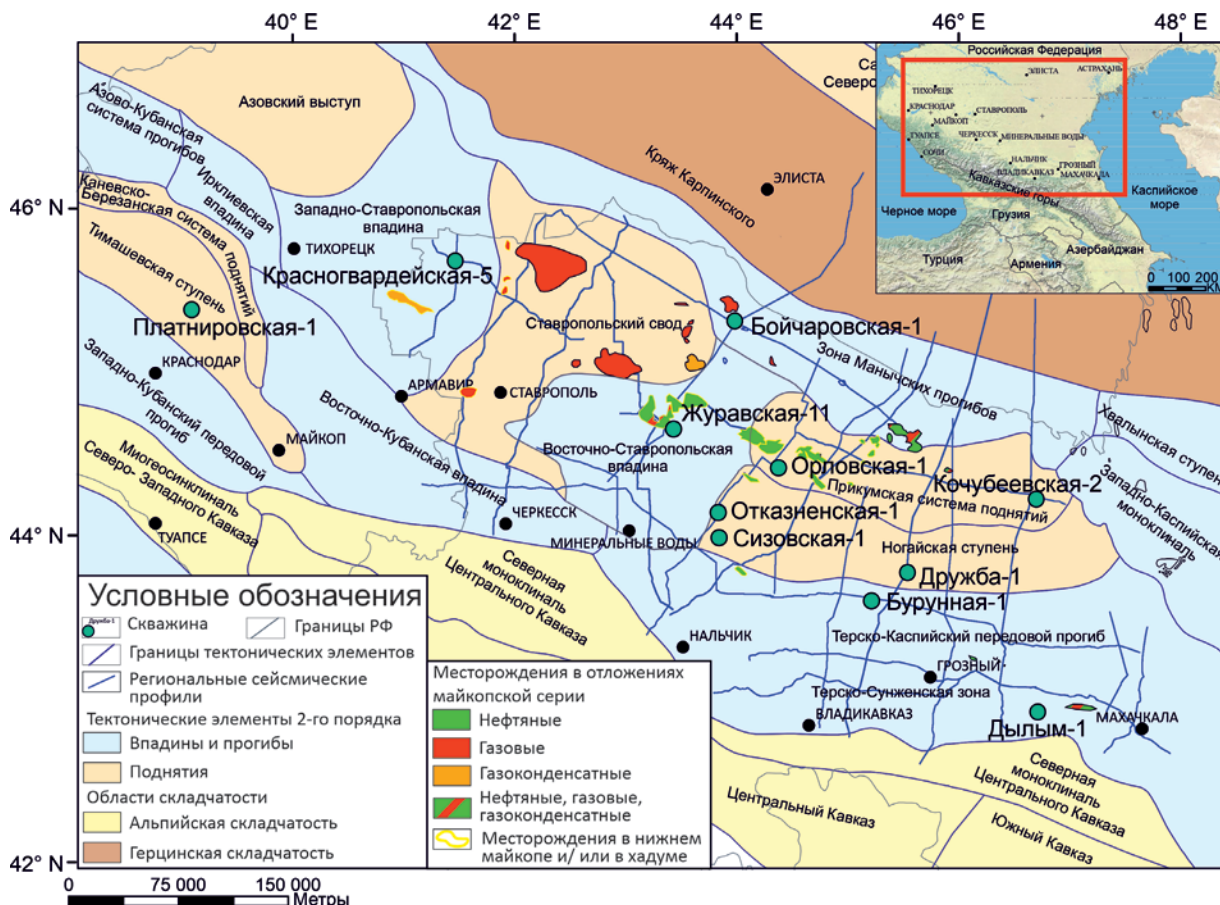 40° E
42° E
44° E
46° E
48° E
46° N
44° N
42° N
Азовский выступ
Са
Северо
Азово-Кубанская
система прогибов
Ирклиевская
впадина
Каневско-
Березанская система поднятий
Тимашевская ступень
Западно-Ставропольская
впадина
Кряж Карпинского
ЭЛИСТА
ТИХОРЕЦК
Красногвардейская-5
Платнировская-1
Ставропольский свод
Бойчаровская-1
КРАСНОДАР
Западно-Кубанский передовой
прогиб
АРМАВИР
СТАВРОПОЛЬ
Зона Манычских прогибов
Журавская-11
Восточно-Ставропольская
впадина
Восточно-Кубанская впадина
МАЙКОП
Орловская-1
Кочубеевская-2
Прикумская система поднятий
Хвалынская ступень
Западно-Каспийская
моноклиналь
Миогеосинклиналь
Северо- Западного Кавказа
ТУАПСЕ
ЧЕРКЕССК
МИНЕРАЛЬНЫЕ ВОДЫ
Отказненская-1
Сизовская-1
Ногайская ступень
Дружба-1
Бурунная-1
Северная
моноклиналь
Центрального Кавказа
НАЛЬЧИК
Терско-Каспийский передовой прогиб
ГРОЗНЫЙ
Терско-Сунженская зона
ВЛАДИКАВКАЗ
Дылым-1
МАХАЧКАЛА
Северная
моноклиналь
Центрального Кавказа
Центральный Кавказ
Южный Кавказ
Российская Федерация
ЭЛИСТА
АСТРАХАНЬ
ТИХОРЕЦК
КРАСНОДАР
СТАВРОПОЛЬ
МАЙКОП
ТУАПСЕ
ЧЕРКЕССК
МИНЕРАЛЬНЫЕ ВОДЫ
СОЧИ
НАЛЬЧИК
ГРОЗНЫЙ
ВЛАДИКАВКАЗ
МАХАЧКАЛА
Кавказские горы
Каспийское
море
Черное море
Грузия
Азербайджан
Турция
Армения
0 100 200
КМ
Условные обозначения
Дружба-1
Скважина
Границы РФ
Границы тектонических элементов
Региональные сейсмические
профили
Тектонические элементы 2-го порядка
Впадины и прогибы
Поднятия
Области складчатости
Альпийская складчатость
Герцинская складчатость
Месторождения в отложениях
майкопской серии
Нефтяные
Газовые
Газоконденсатные
Нефтяные, газовые,
газоконденсатные
Месторождения в нижнем
майкопе и/ или в хадуме
0 75 000 150 000
Метры